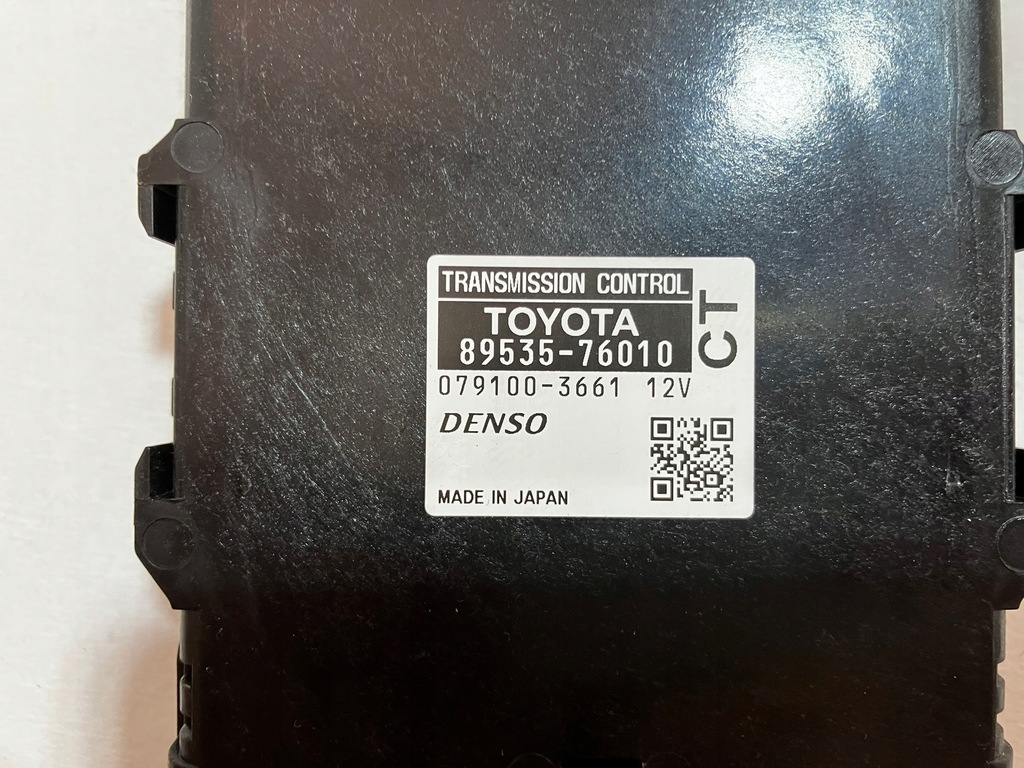 TRANSMISSION CONTROL
TOYOTA
89535-76010
CT
079100-3661 12V
DENSO
MADE IN JAPAN